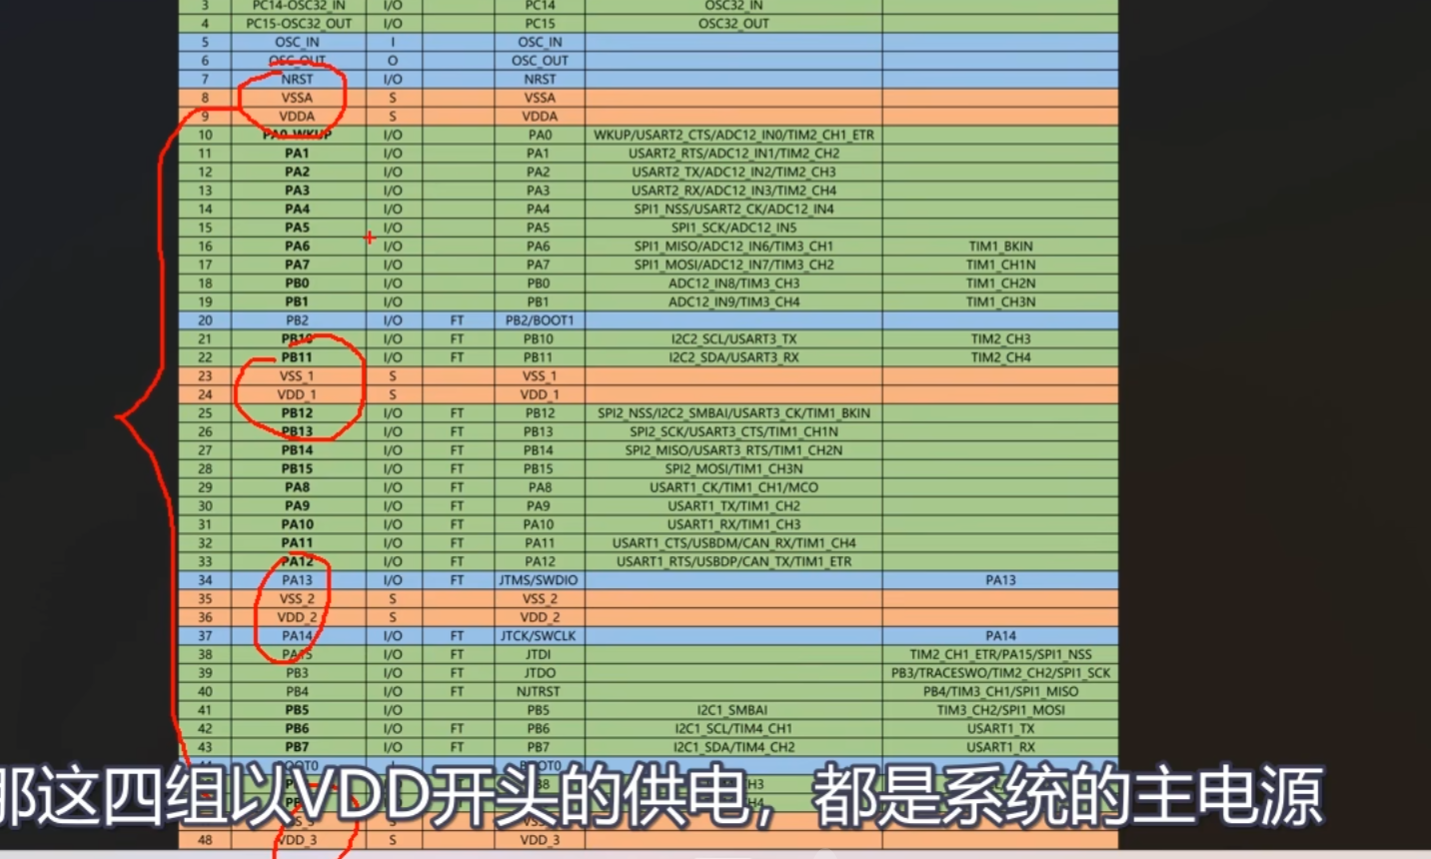 3 PC14-OSC32_IN I/O PC14 OSC32_IN
4 PC15-OSC32_OUT I/O PC15 OSC32_OUT
5 OSC_IN I OSC_IN
6 OSC_OUT O OSC_OUT
7 NRST I/O NRST
8 VSSA S VSSA
9 VDDA S VDDA
10 PA0-WKUP I/O PA0 WKUP/USART2_CTS/ADC12_IN0/TIM2_CH1_ETR
11 PA1 I/O PA1 USART2_RTS/ADC12_IN1/TIM2_CH2
12 PA2 I/O PA2 USART2_TX/ADC12_IN2/TIM2_CH3
13 PA3 I/O PA3 USART2_RX/ADC12_IN3/TIM2_CH4
14 PA4 I/O PA4 SPI1_NSS/USART2_CK/ADC12_IN4
15 PA5 I/O PA5 SPI1_SCK/ADC12_IN5
16 PA6 I/O PA6 SPI1_MISO/ADC12_IN6/TIM3_CH1 TIM1_BKIN
17 PA7 I/O PA7 SPI1_MOSI/ADC12_IN7/TIM3_CH2 TIM1_CH1N
18 PB0 I/O PB0 ADC12_IN8/TIM3_CH3 TIM1_CH2N
19 PB1 I/O PB1 ADC12_IN9/TIM3_CH4 TIM1_CH3N
20 PB2 I/O FT PB2/BOOT1
21 PB10 I/O FT PB10 I2C2_SCL/USART3_TX TIM2_CH3
22 PB11 I/O FT PB11 I2C2_SDA/USART3_RX TIM2_CH4
23 VSS_1 S VSS_1
24 VDD_1 S VDD_1
25 PB12 I/O FT PB12 SPI2_NSS/I2C2_SMBAI/USART3_CK/TIM1_BKIN
26 PB13 I/O FT PB13 SPI2_SCK/USART3_CTS/TIM1_CH1N
27 PB14 I/O FT PB14 SPI2_MISO/USART3_RTS/TIM1_CH2N
28 PB15 I/O FT PB15 SPI2_MOSI/TIM1_CH3N
29 PA8 I/O FT PA8 USART1_CK/TIM1_CH1/MCO
30 PA9 I/O FT PA9 USART1_TX/TIM1_CH2
31 PA10 I/O FT PA10 USART1_RX/TIM1_CH3
32 PA11 I/O FT PA11 USART1_CTS/USBDM/CAN_RX/TIM1_CH4
33 PA12 I/O FT PA12 USART1_RTS/USBDP/CAN_TX/TIM1_ETR
34 PA13 I/O FT JTMS/SWDIO PA13
35 VSS_2 S VSS_2
36 VDD_2 S VDD_2
37 PA14 I/O FT JTCK/SWCLK PA14
38 PA15 I/O FT JTDI TIM2_CH1_ETR/PA15/SPI1_NSS
39 PB3 I/O FT JTDO PB3/TRACESWO/TIM2_CH2/SPI1_SCK
40 PB4 I/O FT NJTRST PB4/TIM3_CH1/SPI1_MISO
41 PB5 I/O PB5 I2C1_SMBAI TIM3_CH2/SPI1_MOSI
42 PB6 I/O FT PB6 I2C1_SCL/TIM4_CH1 USART1_TX
43 PB7 I/O FT PB7 I2C1_SDA/TIM4_CH2 USART1_RX
那这四组以VDD开头的供电，都是系统的主电源
48 VDD_3 S VDD_3